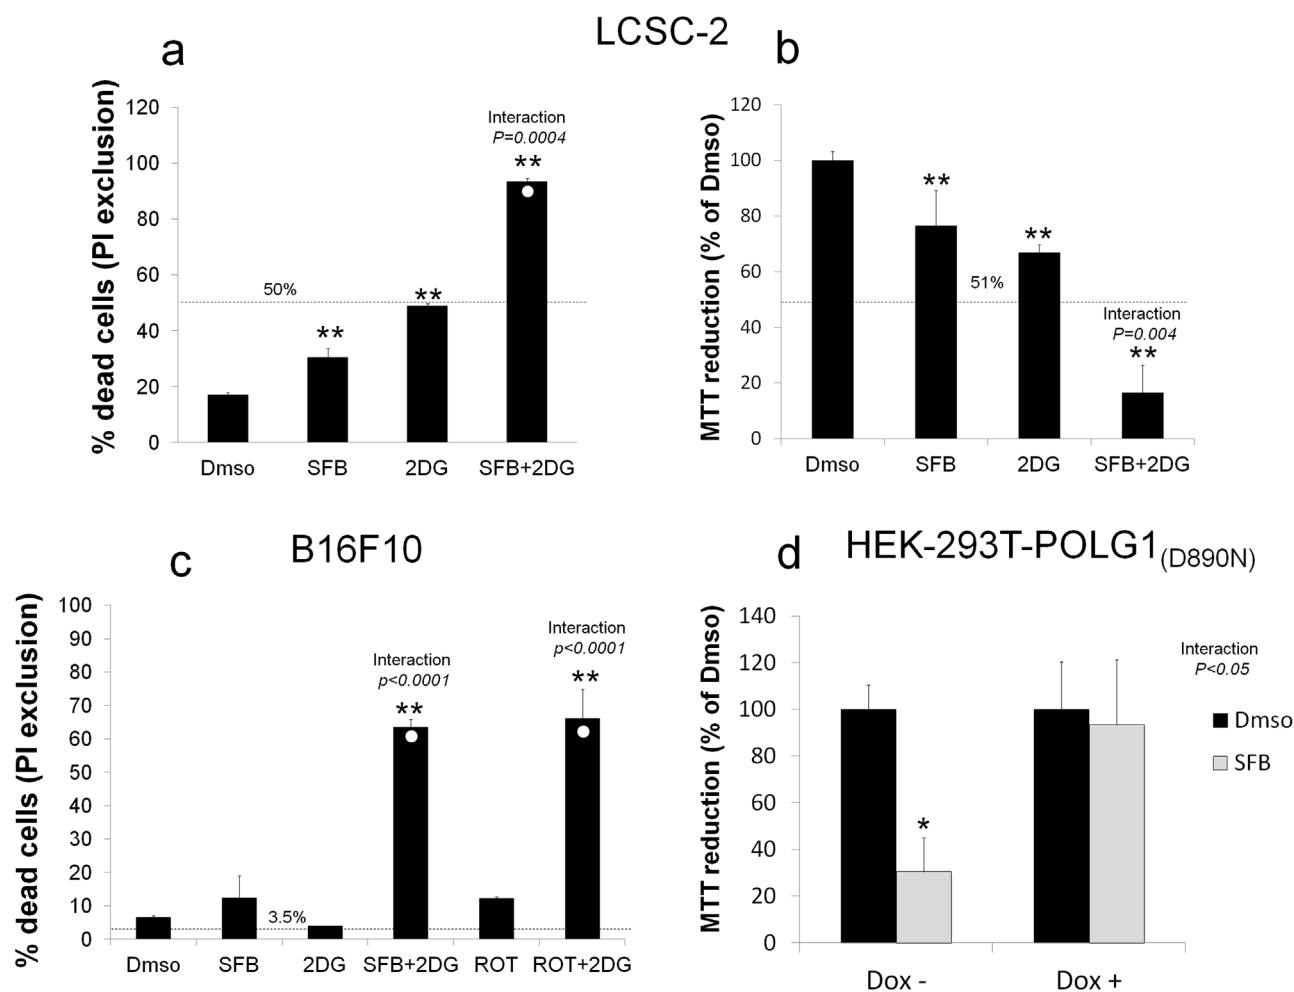 LCSC-2
a
% dead cells (PI exclusion)
120
100
80
60
40
20
0
50%
**
**
Interaction
P=0.0004
**
Dmso
SFB
2DG
SFB+2DG
b
MTT reduction (% of Dmso)
120
100
80
60
40
20
0
**
**
51%
Interaction
P=0.004
**
Dmso
SFB
2DG
SFB+2DG
B16F10
c
% dead cells (PI exclusion)
100
90
80
70
60
50
40
30
20
10
0
3.5%
Interaction
p<0.0001
**
Interaction
p<0.0001
**
Dmso
SFB
2DG
SFB+2DG
ROT
ROT+2DG
d
HEK-293T-POLG1(D890N)
MTT reduction (% of Dmso)
140
120
100
80
60
40
20
0
*
Interaction
P<0.05
Dmso
SFB
Dox -
Dox +